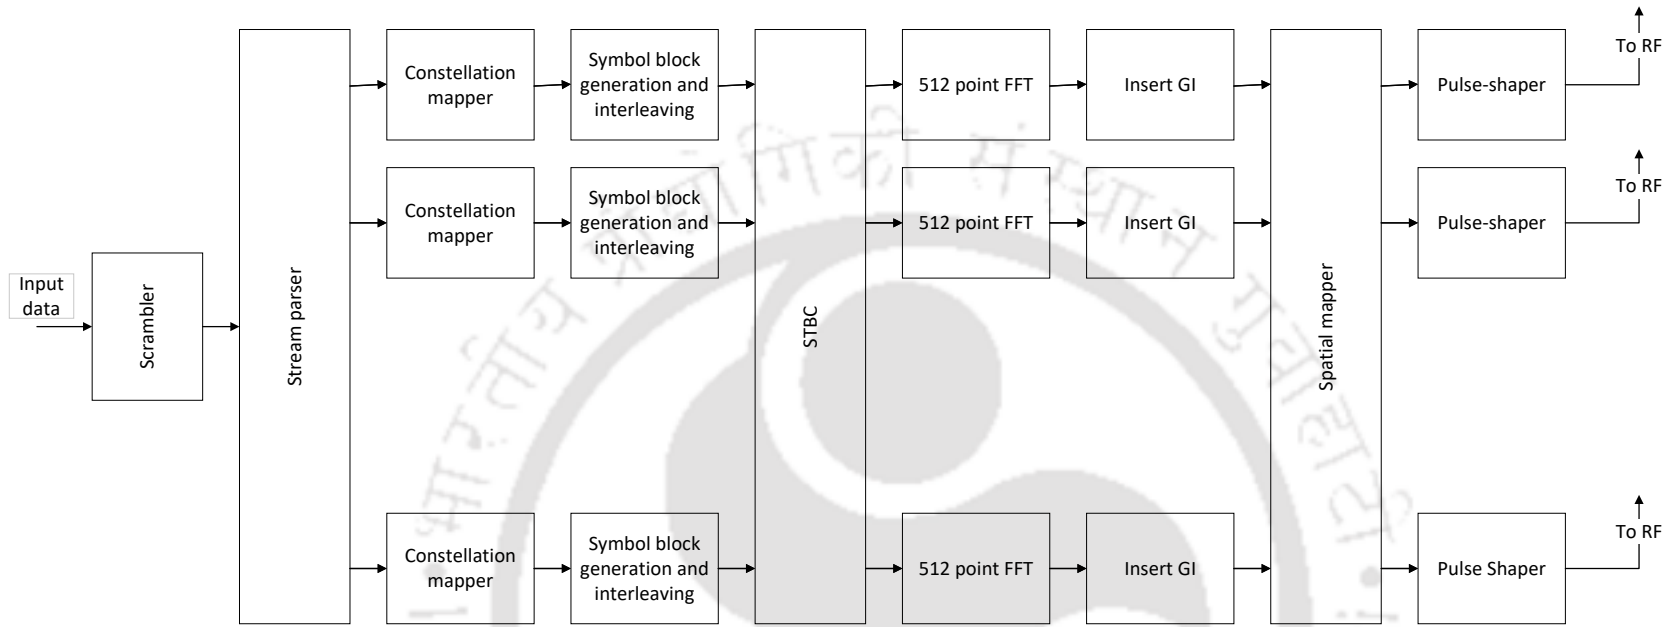 To RF
Constellation
mapper
Symbol block
generation and
interleaving
512 point FFT
Insert GI
Pulse-shaper
To RF
Constellation
mapper
Symbol block
generation and
interleaving
512 point FFT
Insert GI
Pulse-shaper
Input
data
Scrambler
Stream parser
STBC
Spatial mapper
To RF
Constellation
mapper
Symbol block
generation and
interleaving
512 point FFT
Insert GI
Pulse Shaper
भारतीय प्रौद्योगिकी संस्थान गुवाहाटी